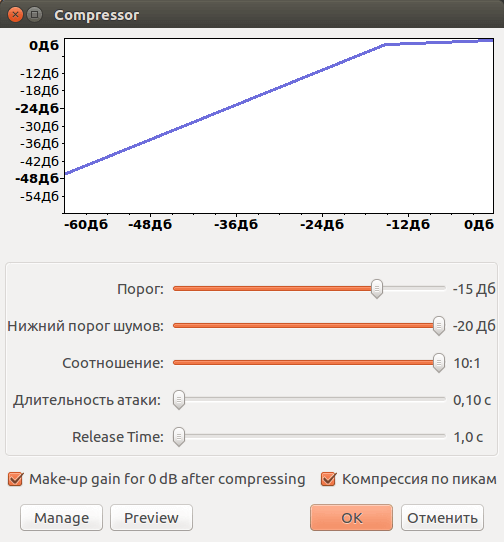 Compressor
0Дб
-12Дб
-18Дб
-24Дб
-30Дб
-36Дб
-42Дб
-48Дб
-54Дб
-60Дб -48Дб -36Дб -24Дб -12Дб 0Дб
Порог: -15 Дб
Нижний порог шумов: -20 Дб
Соотношение: 10:1
Длительность атаки: 0,10 с
Release Time: 1,0 с
Make-up gain for 0 dB after compressing Компрессия по пикам
Manage Preview OK Отменить